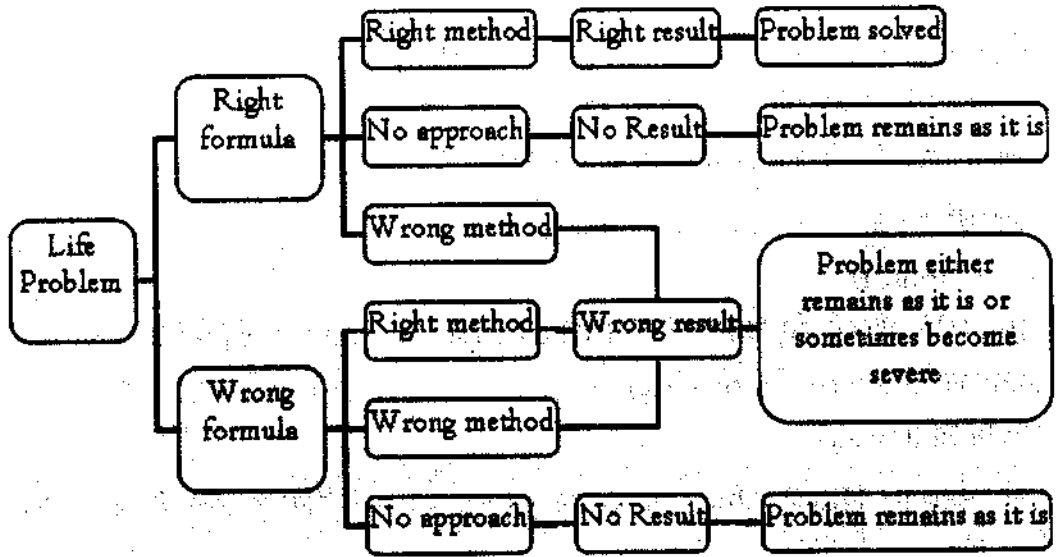 Right method
Right result
Problem solved
Right
formula
No approach
No Result
Problem remains as it is
Wrong method
Life
Problem
Problem either
remains as it is or
sometimes become
severe
Right method
Wrong result
Wrong
formula
Wrong method
No approach
No Result
Problem remains as it is